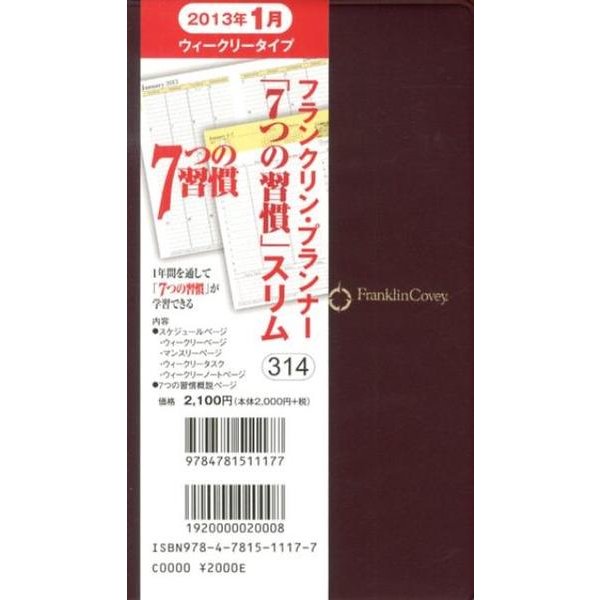 2013年1月
ウィークリータイプ
フランクリン・プランナー
「7つの習慣」スリム
314
January 2013
7つの
習慣
1年間を通して
「7つの習慣」が
学習できる
内容
●スケジュールページ
・ウィークリーページ
・マンスリーページ
・ウィークリータスク
・ウィークリーノートページ
●7つの習慣概説ページ
価格 2,100円(本体2,000円+税)
9784781511177
1920000020008
ISBN978-4-7815-1117-7
C0000 ¥2000E
FranklinCovey.